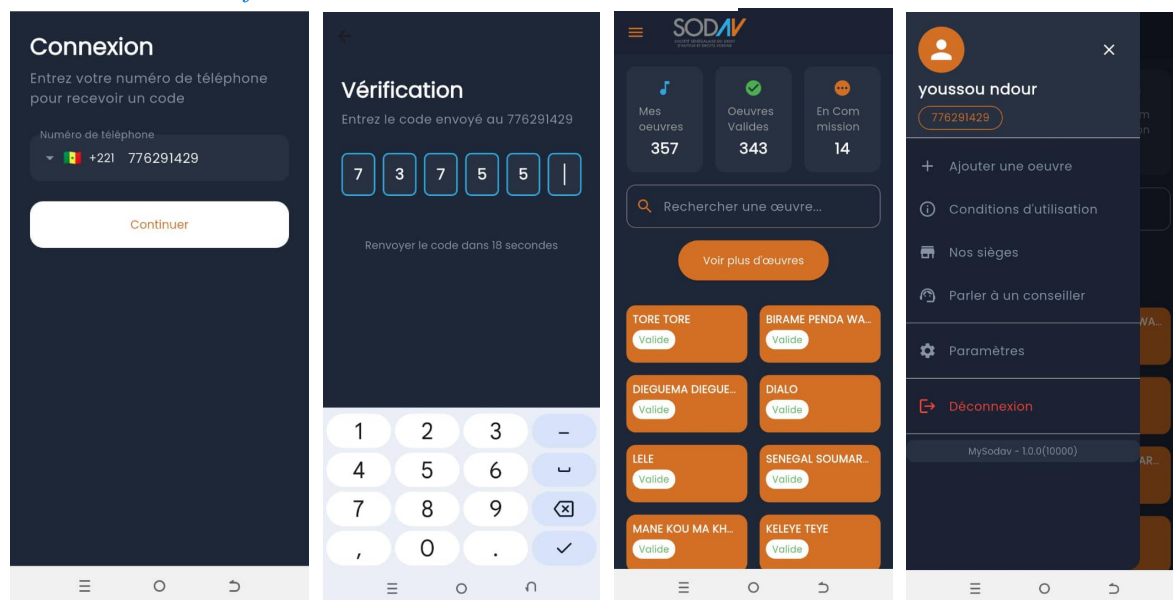 Connexion
Entrez votre numéro de téléphone
pour recevoir un code
Numéro de téléphone
+221 776291429
Continuer
Vérification
Entrez le code envoyé au 776291429
7 3 7 5 5
Renvoyer le code dans 18 secondes
1 2 3 –
4 5 6
7 8 9
, 0 .
SODAV
Mes
oeuvres
357
Oeuvres
Valides
343
En Com
mission
14
Rechercher une œuvre...
Voir plus d'œuvres
TORE TORE
Valide
BIRAME PENDA WA...
Valide
DIEGUEMA DIEGUE...
Valide
DIALO
Valide
LELE
Valide
SENEGAL SOUMAR...
Valide
MANE KOU MA KH...
Valide
KELEYE TEYE
Valide
youssou ndour
776291429
Ajouter une oeuvre
Conditions d'utilisation
Nos sièges
Parler à un conseiller
Paramètres
Déconnexion
MySodav - 1.0.0(10000)
WA...
AR...